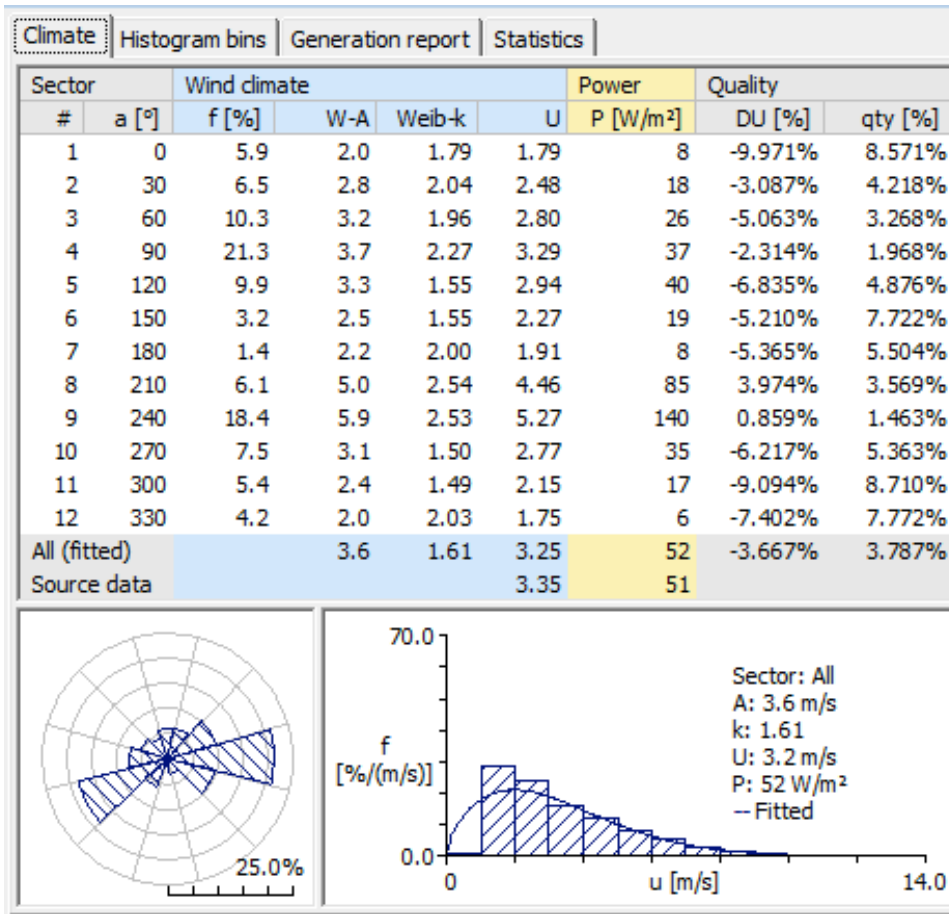 Climate Histogram bins Generation report Statistics
Sector Wind climate Power Quality
# a [°] f [%] W-A Weib-k U P [W/m²] DU [%] qty [%]
1 0 5.9 2.0 1.79 1.79 8 -9.971% 8.571%
2 30 6.5 2.8 2.04 2.48 18 -3.087% 4.218%
3 60 10.3 3.2 1.96 2.80 26 -5.063% 3.268%
4 90 21.3 3.7 2.27 3.29 37 -2.314% 1.968%
5 120 9.9 3.3 1.55 2.94 40 -6.835% 4.876%
6 150 3.2 2.5 1.55 2.27 19 -5.210% 7.722%
7 180 1.4 2.2 2.00 1.91 8 -5.365% 5.504%
8 210 6.1 5.0 2.54 4.46 85 3.974% 3.569%
9 240 18.4 5.9 2.53 5.27 140 0.859% 1.463%
10 270 7.5 3.1 1.50 2.77 35 -6.217% 5.363%
11 300 5.4 2.4 1.49 2.15 17 -9.094% 8.710%
12 330 4.2 2.0 2.03 1.75 6 -7.402% 7.772%
All (fitted) 3.6 1.61 3.25 52 -3.667% 3.787%
Source data 3.35 51
25.0%
70.0
f
[%/(m/s)]
0.0
0 u [m/s] 14.0
Sector: All
A: 3.6 m/s
k: 1.61
U: 3.2 m/s
P: 52 W/m²
-- Fitted